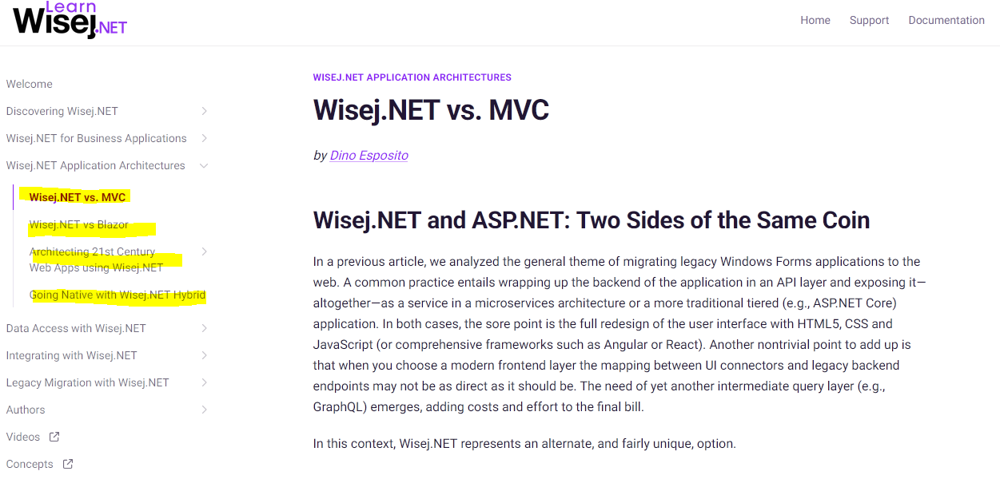 Learn
Wisej.NET
Home
Support
Documentation
Welcome
Discovering Wisej.NET
Wisej.NET for Business Applications
Wisej.NET Application Architectures
Wisej.NET vs. MVC
Wisej.NET vs Blazor
Architecting 21st Century
Web Apps using Wisej.NET
Going Native with Wisej.NET Hybrid
Data Access with Wisej.NET
Integrating with Wisej.NET
Legacy Migration with Wisej.NET
Authors
Videos
Concepts
WISEJ.NET APPLICATION ARCHITECTURES
Wisej.NET vs. MVC
by Dino Esposito
Wisej.NET and ASP.NET: Two Sides of the Same Coin
In a previous article, we analyzed the general theme of migrating legacy Windows Forms applications to the
web. A common practice entails wrapping up the backend of the application in an API layer and exposing it—
altogether—as a service in a microservices architecture or a more traditional tiered (e.g., ASP.NET Core)
application. In both cases, the sore point is the full redesign of the user interface with HTML5, CSS and
JavaScript (or comprehensive frameworks such as Angular or React). Another nontrivial point to add up is
that when you choose a modern frontend layer the mapping between UI connectors and legacy backend
endpoints may not be as direct as it should be. The need of yet another intermediate query layer (e.g.,
GraphQL) emerges, adding costs and effort to the final bill.
In this context, Wisej.NET represents an alternate, and fairly unique, option.